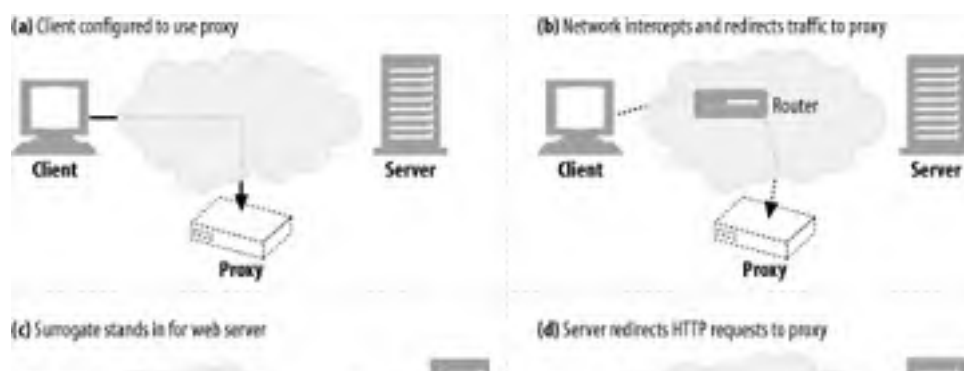 (a) Client configured to use proxy
Client
Server
Proxy
(b) Network intercepts and redirects traffic to proxy
Router
Client
Server
Proxy
(c) Surrogate stands in for web server
(d) Server redirects HTTP requests to proxy